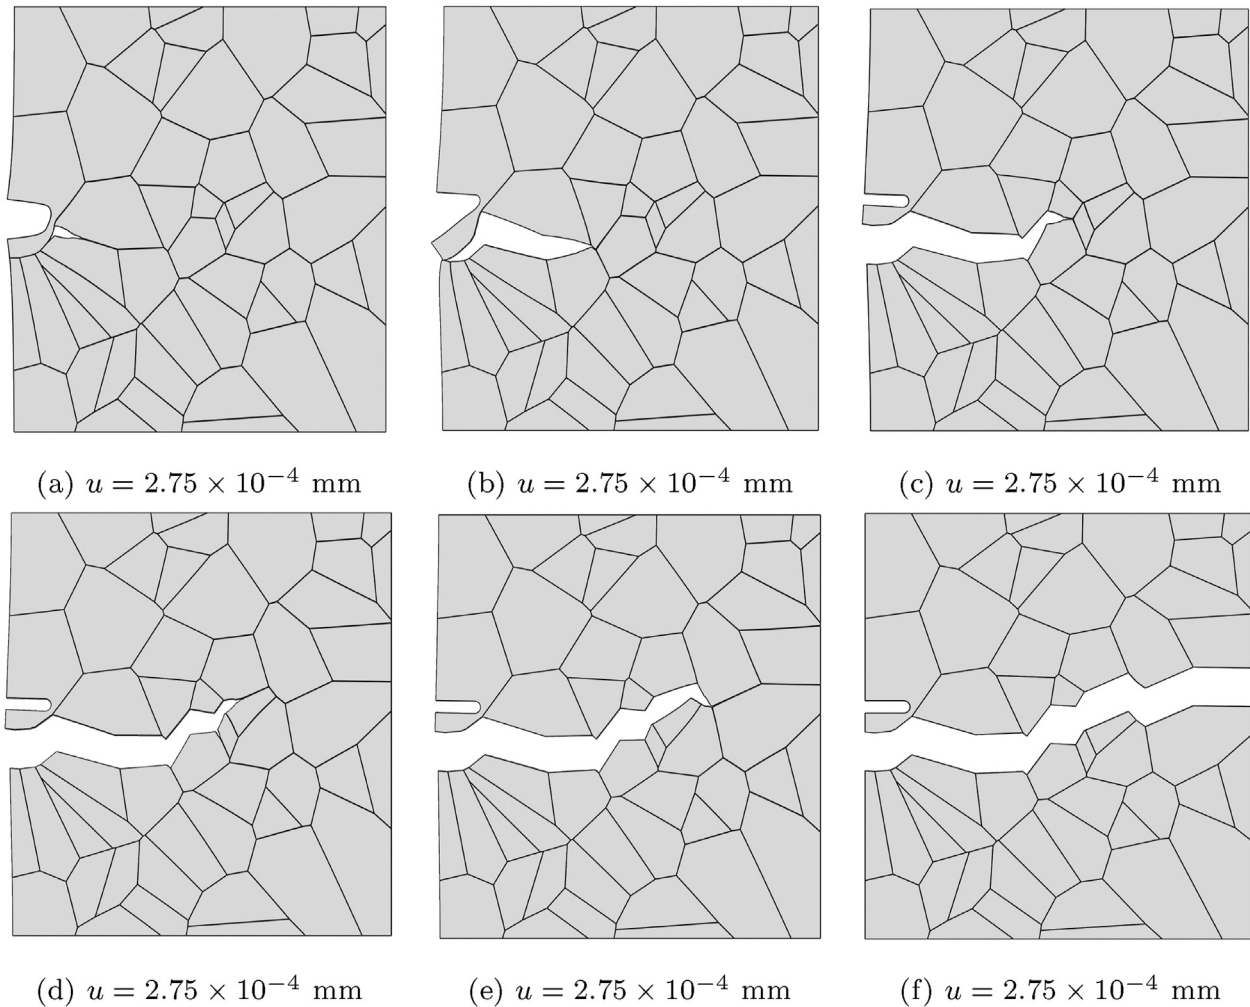 (a) u = 2.75 × 10⁻⁴ mm
(b) u = 2.75 × 10⁻⁴ mm
(c) u = 2.75 × 10⁻⁴ mm
(d) u = 2.75 × 10⁻⁴ mm
(e) u = 2.75 × 10⁻⁴ mm
(f) u = 2.75 × 10⁻⁴ mm